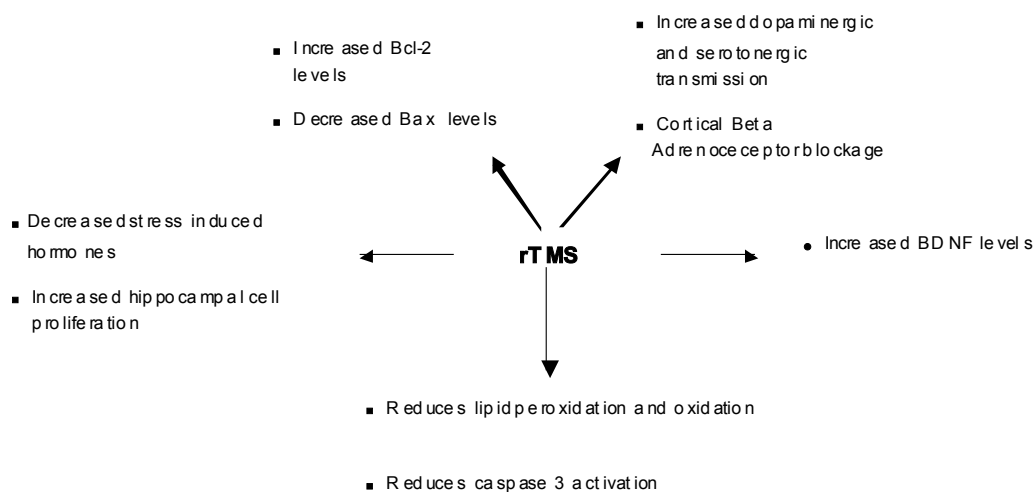 ▪ Increased Bcl-2
levels
▪ Decreased Bax levels
▪ Increased dopaminergic
and serotonergic
transmission
▪ Cortical Beta
Adrenoceceptor blockage
▪ Decreased stress induced
hormones
▪ Increased hippocampal cell
proliferation
rTMS
• Increased BDNF levels
▪ Reduces lipid peroxidation and oxidation
▪ Reduces caspase 3 activation